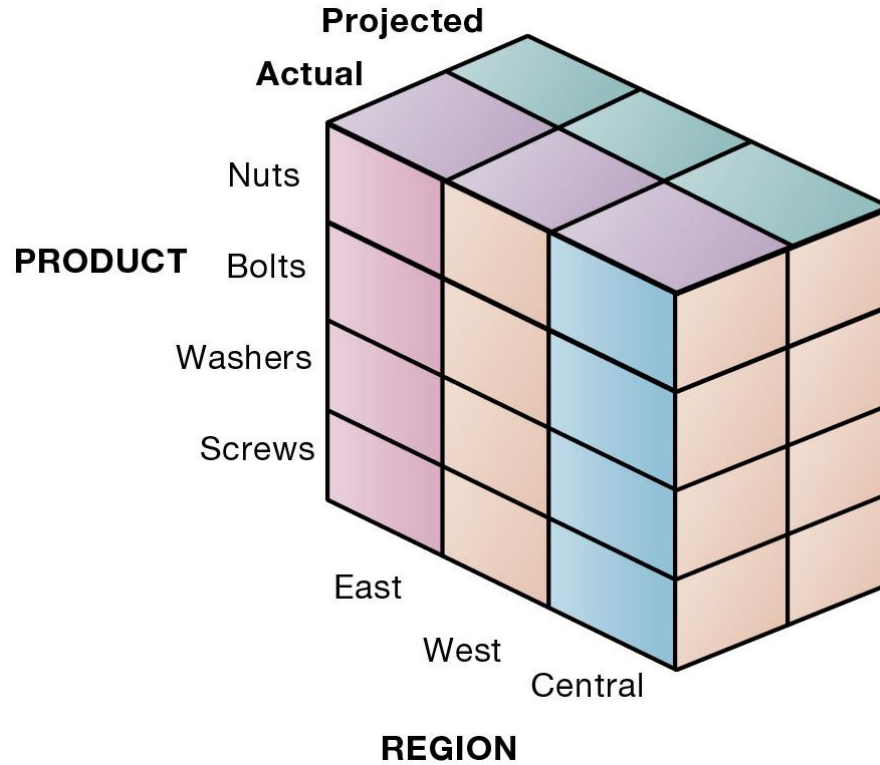 Projected
Actual
Nuts
PRODUCT Bolts
Washers
Screws
East
West
Central
REGION